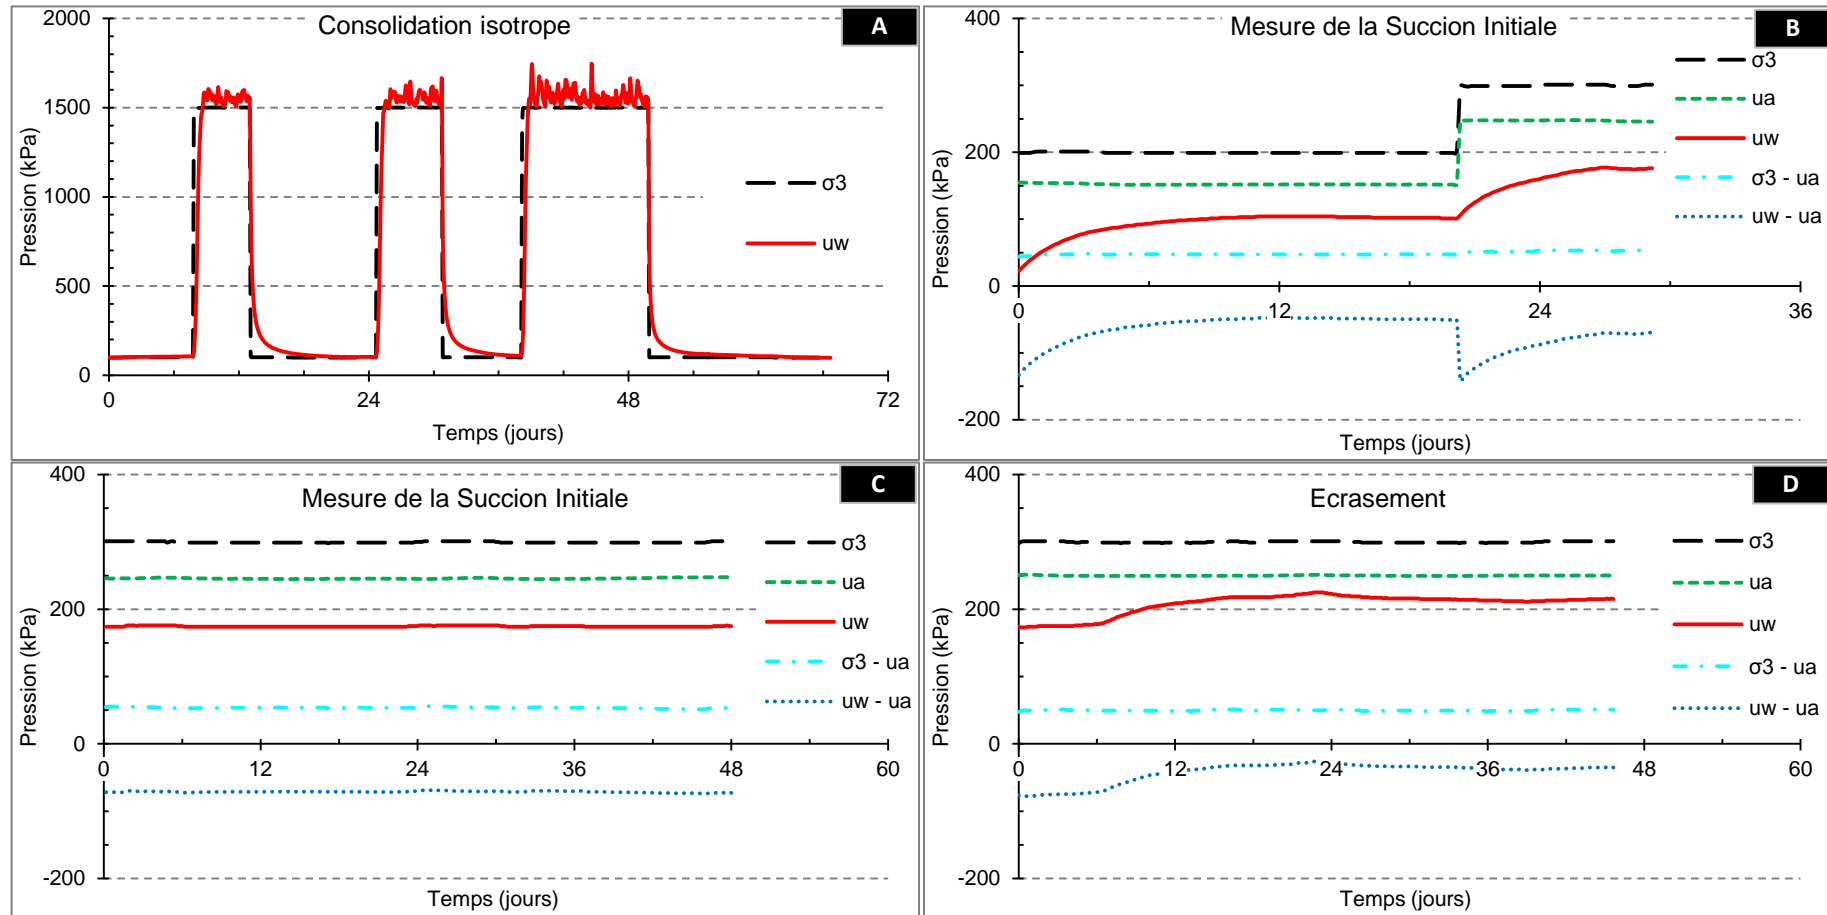 Consolidation isotrope
A
2000
1500
1000
500
0
Pression (kPa)
0
24
48
72
Temps (jours)
σ3
uw
Mesure de la Succion Initiale
B
400
200
0
-200
Pression (kPa)
0
12
24
36
Temps (jours)
σ3
ua
uw
σ3 - ua
uw - ua
Mesure de la Succion Initiale
C
400
200
0
-200
Pression (kPa)
0
12
24
36
48
60
Temps (jours)
σ3
ua
uw
σ3 - ua
uw - ua
Ecrasement
D
400
200
0
-200
Pression (kPa)
0
12
24
36
48
60
Temps (jours)
σ3
ua
uw
σ3 - ua
uw - ua